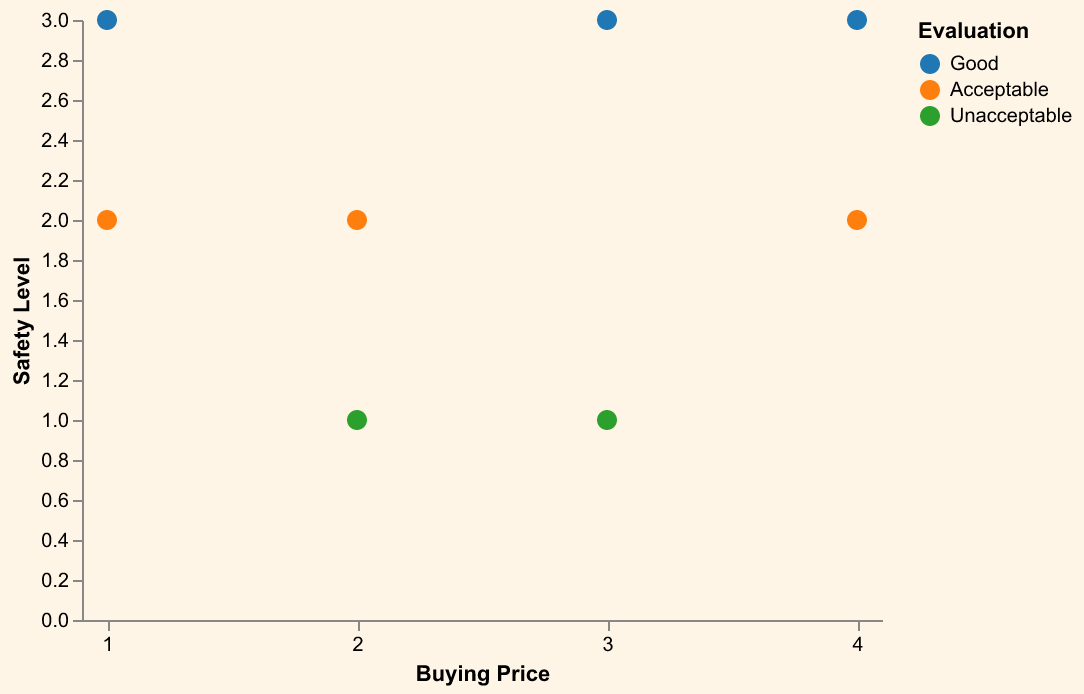 Evaluation
Good
Acceptable
Unacceptable
Safety Level
3.0
2.8
2.6
2.4
2.2
2.0
1.8
1.6
1.4
1.2
1.0
0.8
0.6
0.4
0.2
0.0
1 2 3 4
Buying Price